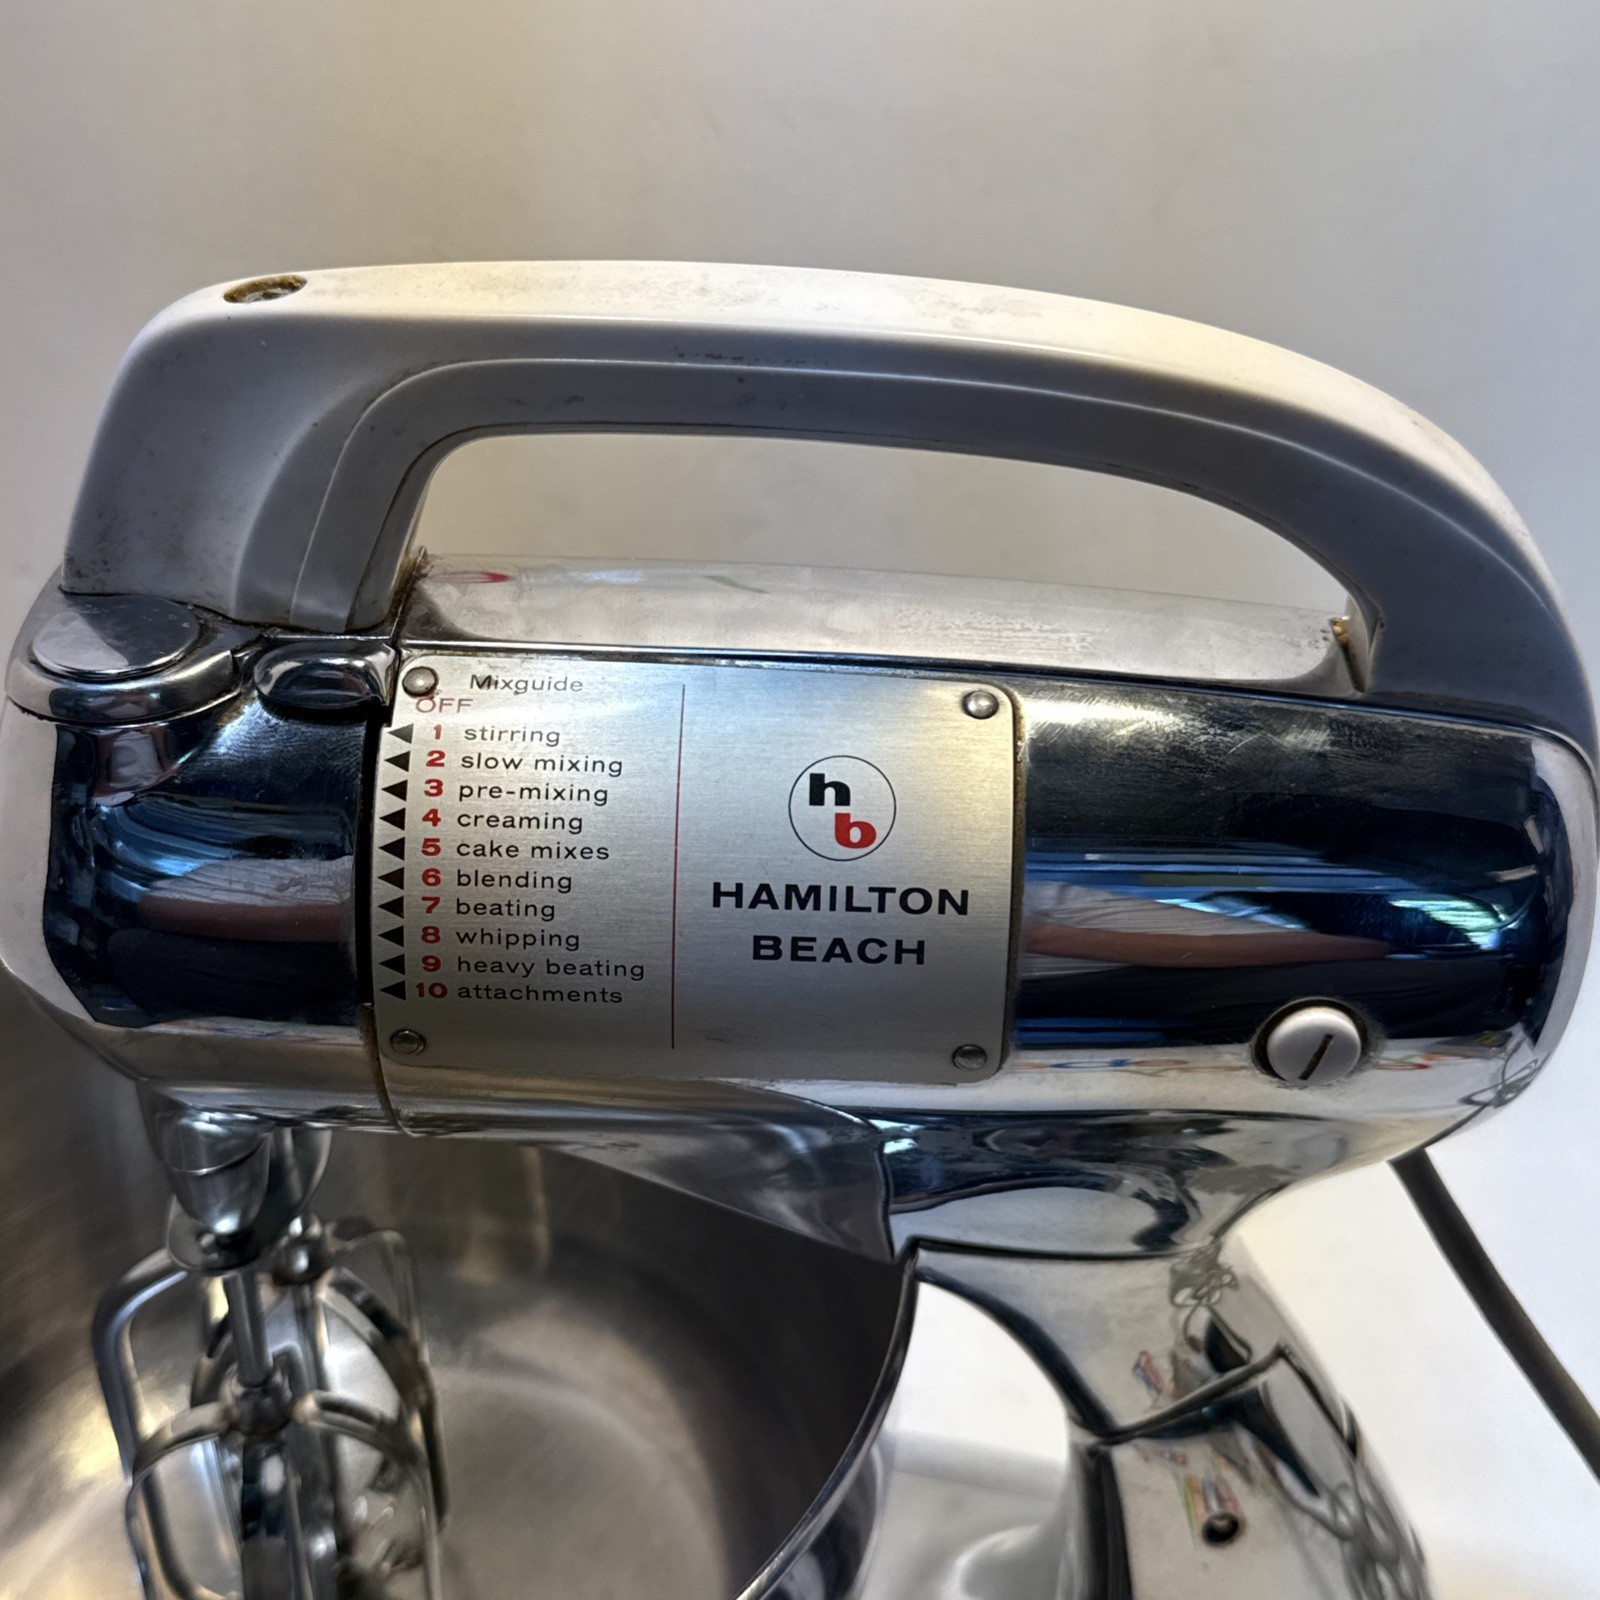 Mixguide
OFF
1 stirring
2 slow mixing
3 pre-mixing
4 creaming
5 cake mixes
6 blending
7 beating
8 whipping
9 heavy beating
10 attachments
hb
HAMILTON
BEACH